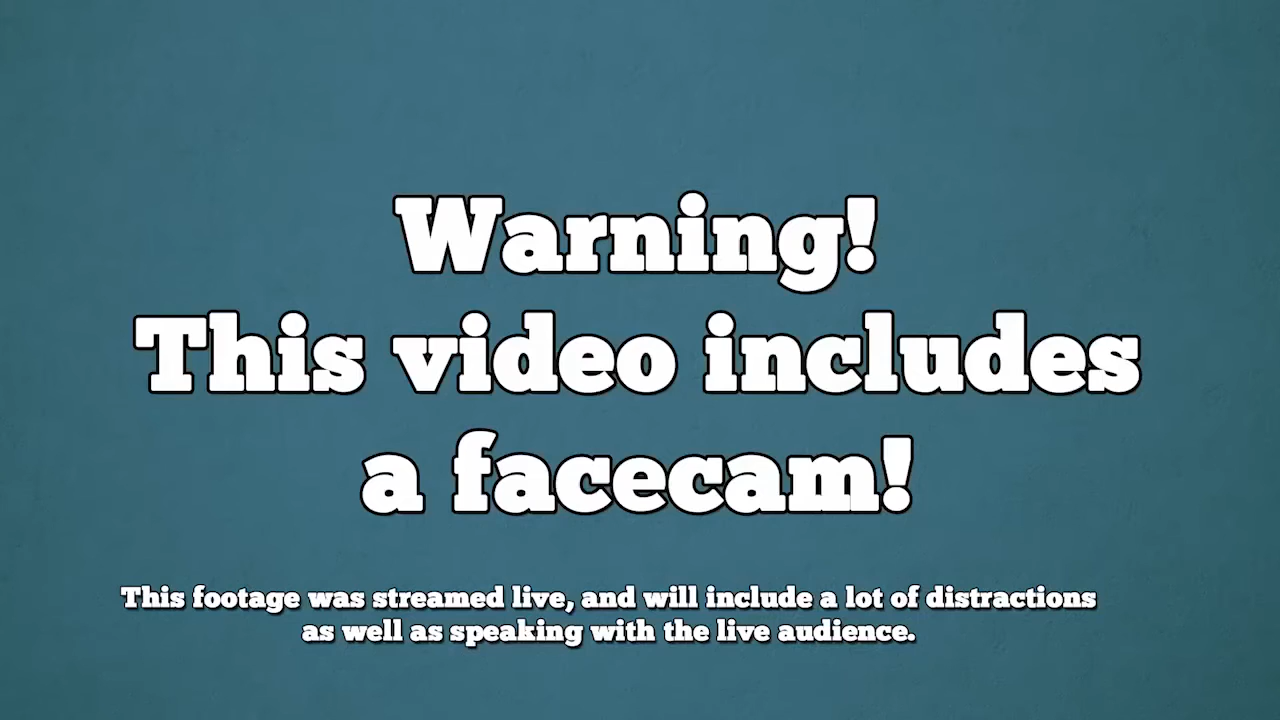 Warning!
This video includes
a facecam!
This footage was streamed live, and will include a lot of distractions
as well as speaking with the live audience.